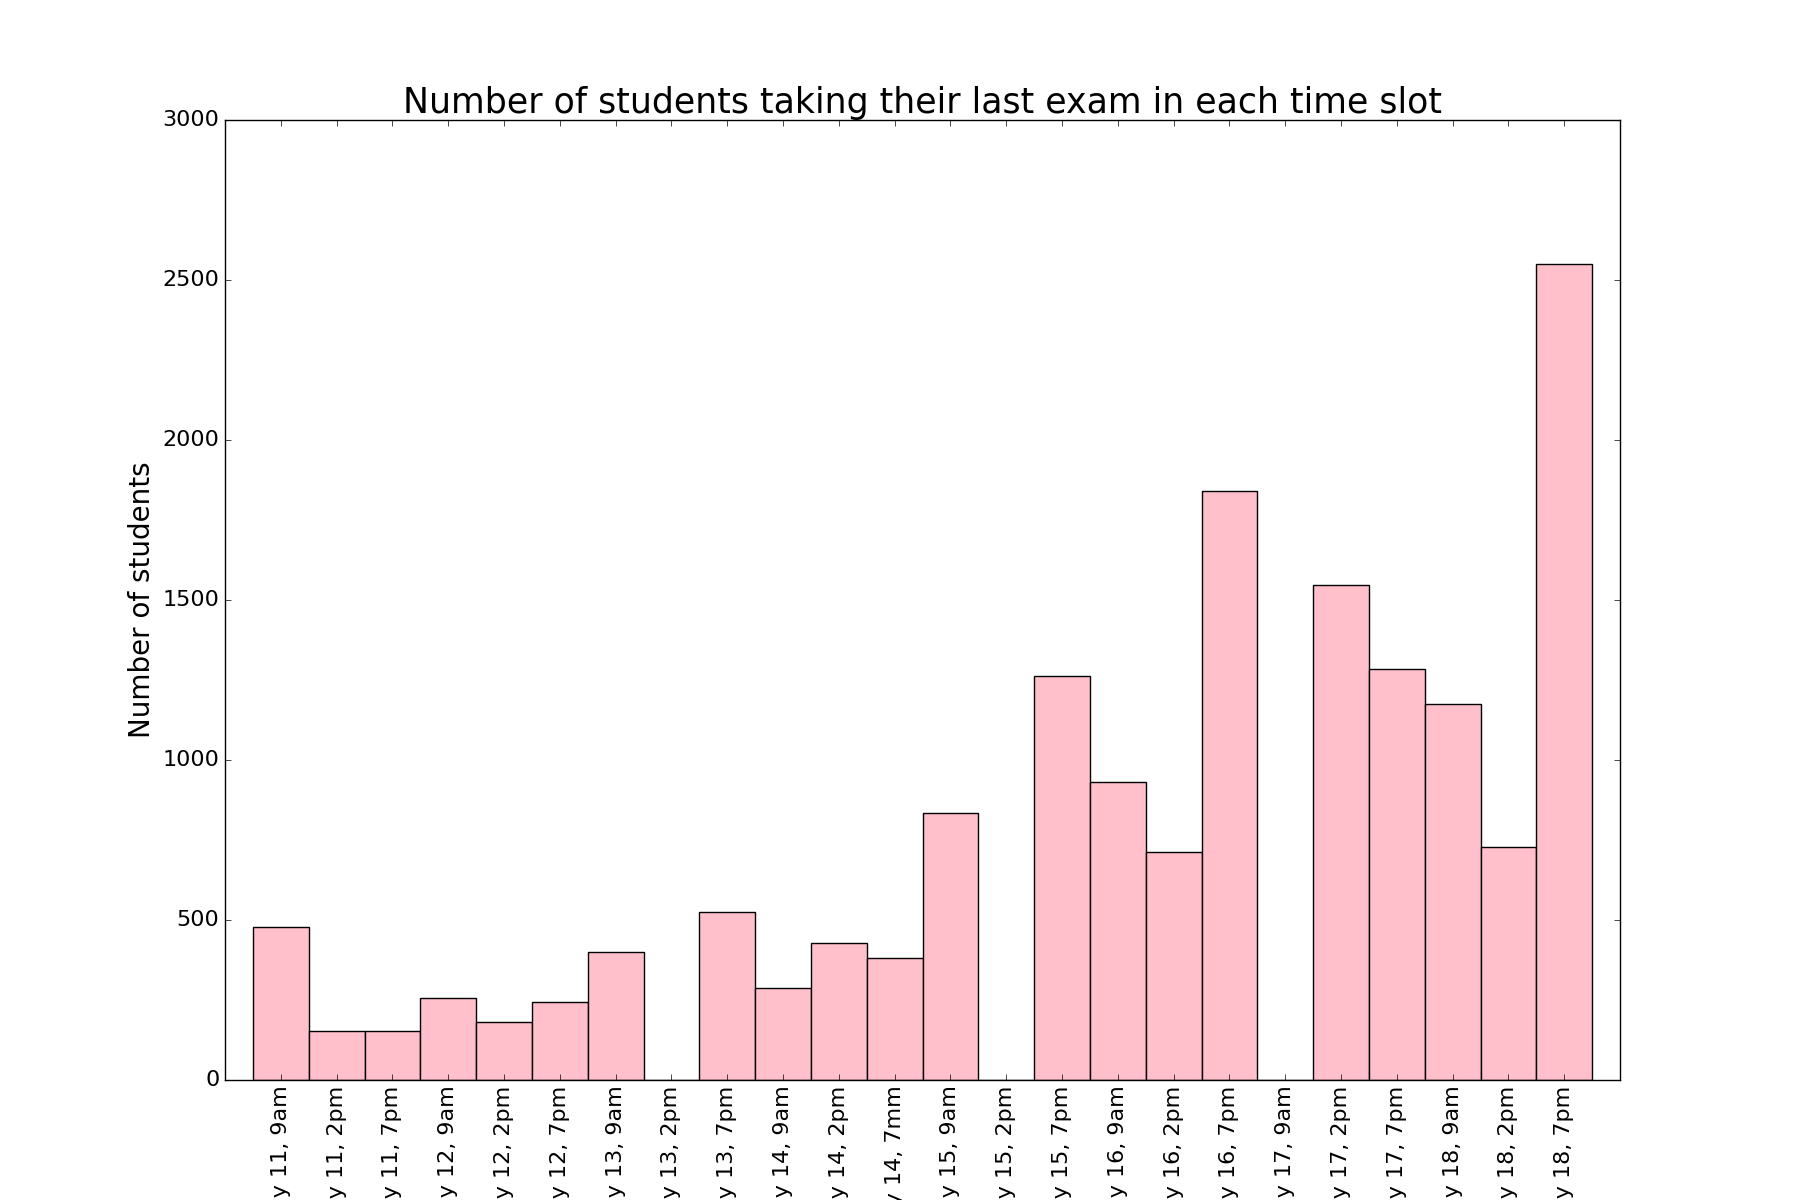 Number of students taking their last exam in each time slot
3000
2500
2000
1500
1000
500
0
Number of students
y 11, 9am
y 11, 2pm
y 11, 7pm
y 12, 9am
y 12, 2pm
y 12, 7pm
y 13, 9am
y 13, 2pm
y 13, 7pm
y 14, 9am
y 14, 2pm
y 14, 7mm
y 15, 9am
y 15, 2pm
y 15, 7pm
y 16, 9am
y 16, 2pm
y 16, 7pm
y 17, 9am
y 17, 2pm
y 17, 7pm
y 18, 9am
y 18, 2pm
y 18, 7pm